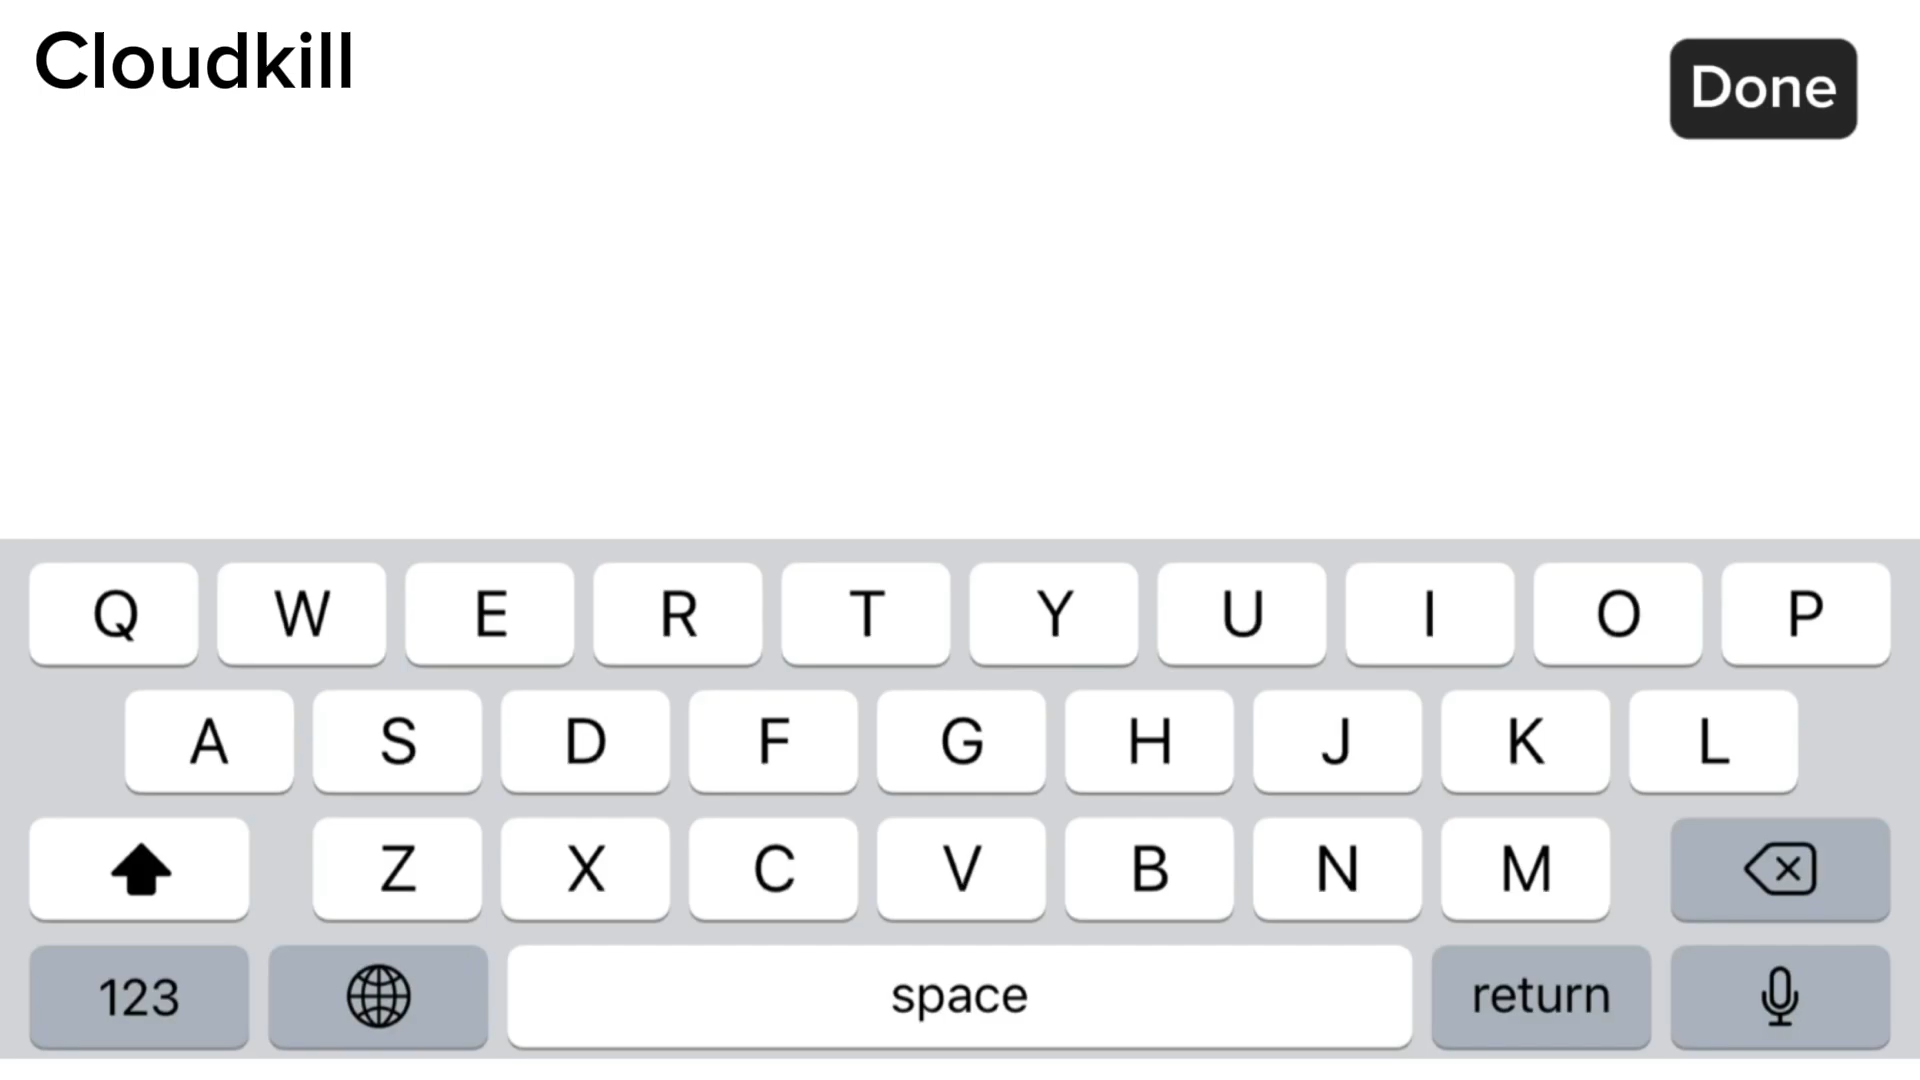 Cloudkill
Done
Q W E R T Y U I O P
A S D F G H J K L
Z X C V B N M
123 space return